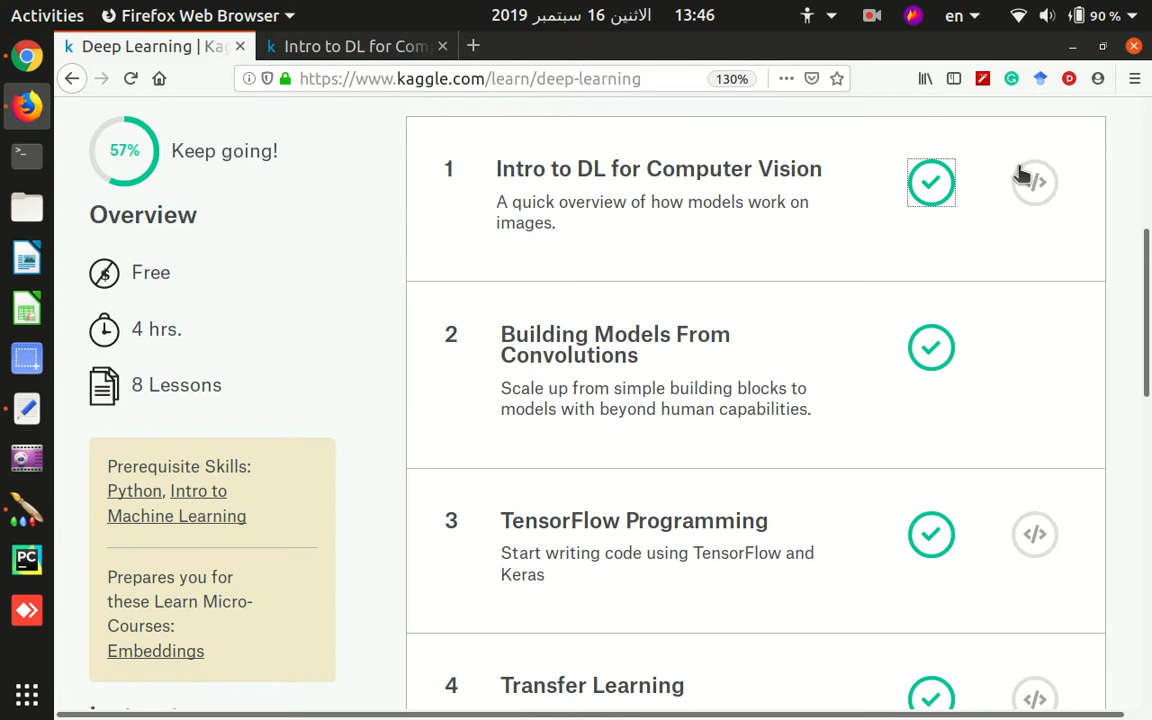 Activities Firefox Web Browser الاثنين 16 سبتمبر 2019 13:46 en 90 %
Deep Learning | Ka Intro to DL for Com
https://www.kaggle.com/learn/deep-learning 130%
57% Keep going!
Overview
Free
4 hrs.
8 Lessons
Prerequisite Skills:
Python, Intro to
Machine Learning
Prepares you for
these Learn Micro-
Courses:
Embeddings
1 Intro to DL for Computer Vision
A quick overview of how models work on
images.
2 Building Models From
Convolutions
Scale up from simple building blocks to
models with beyond human capabilities.
3 TensorFlow Programming
Start writing code using TensorFlow and
Keras
4 Transfer Learning